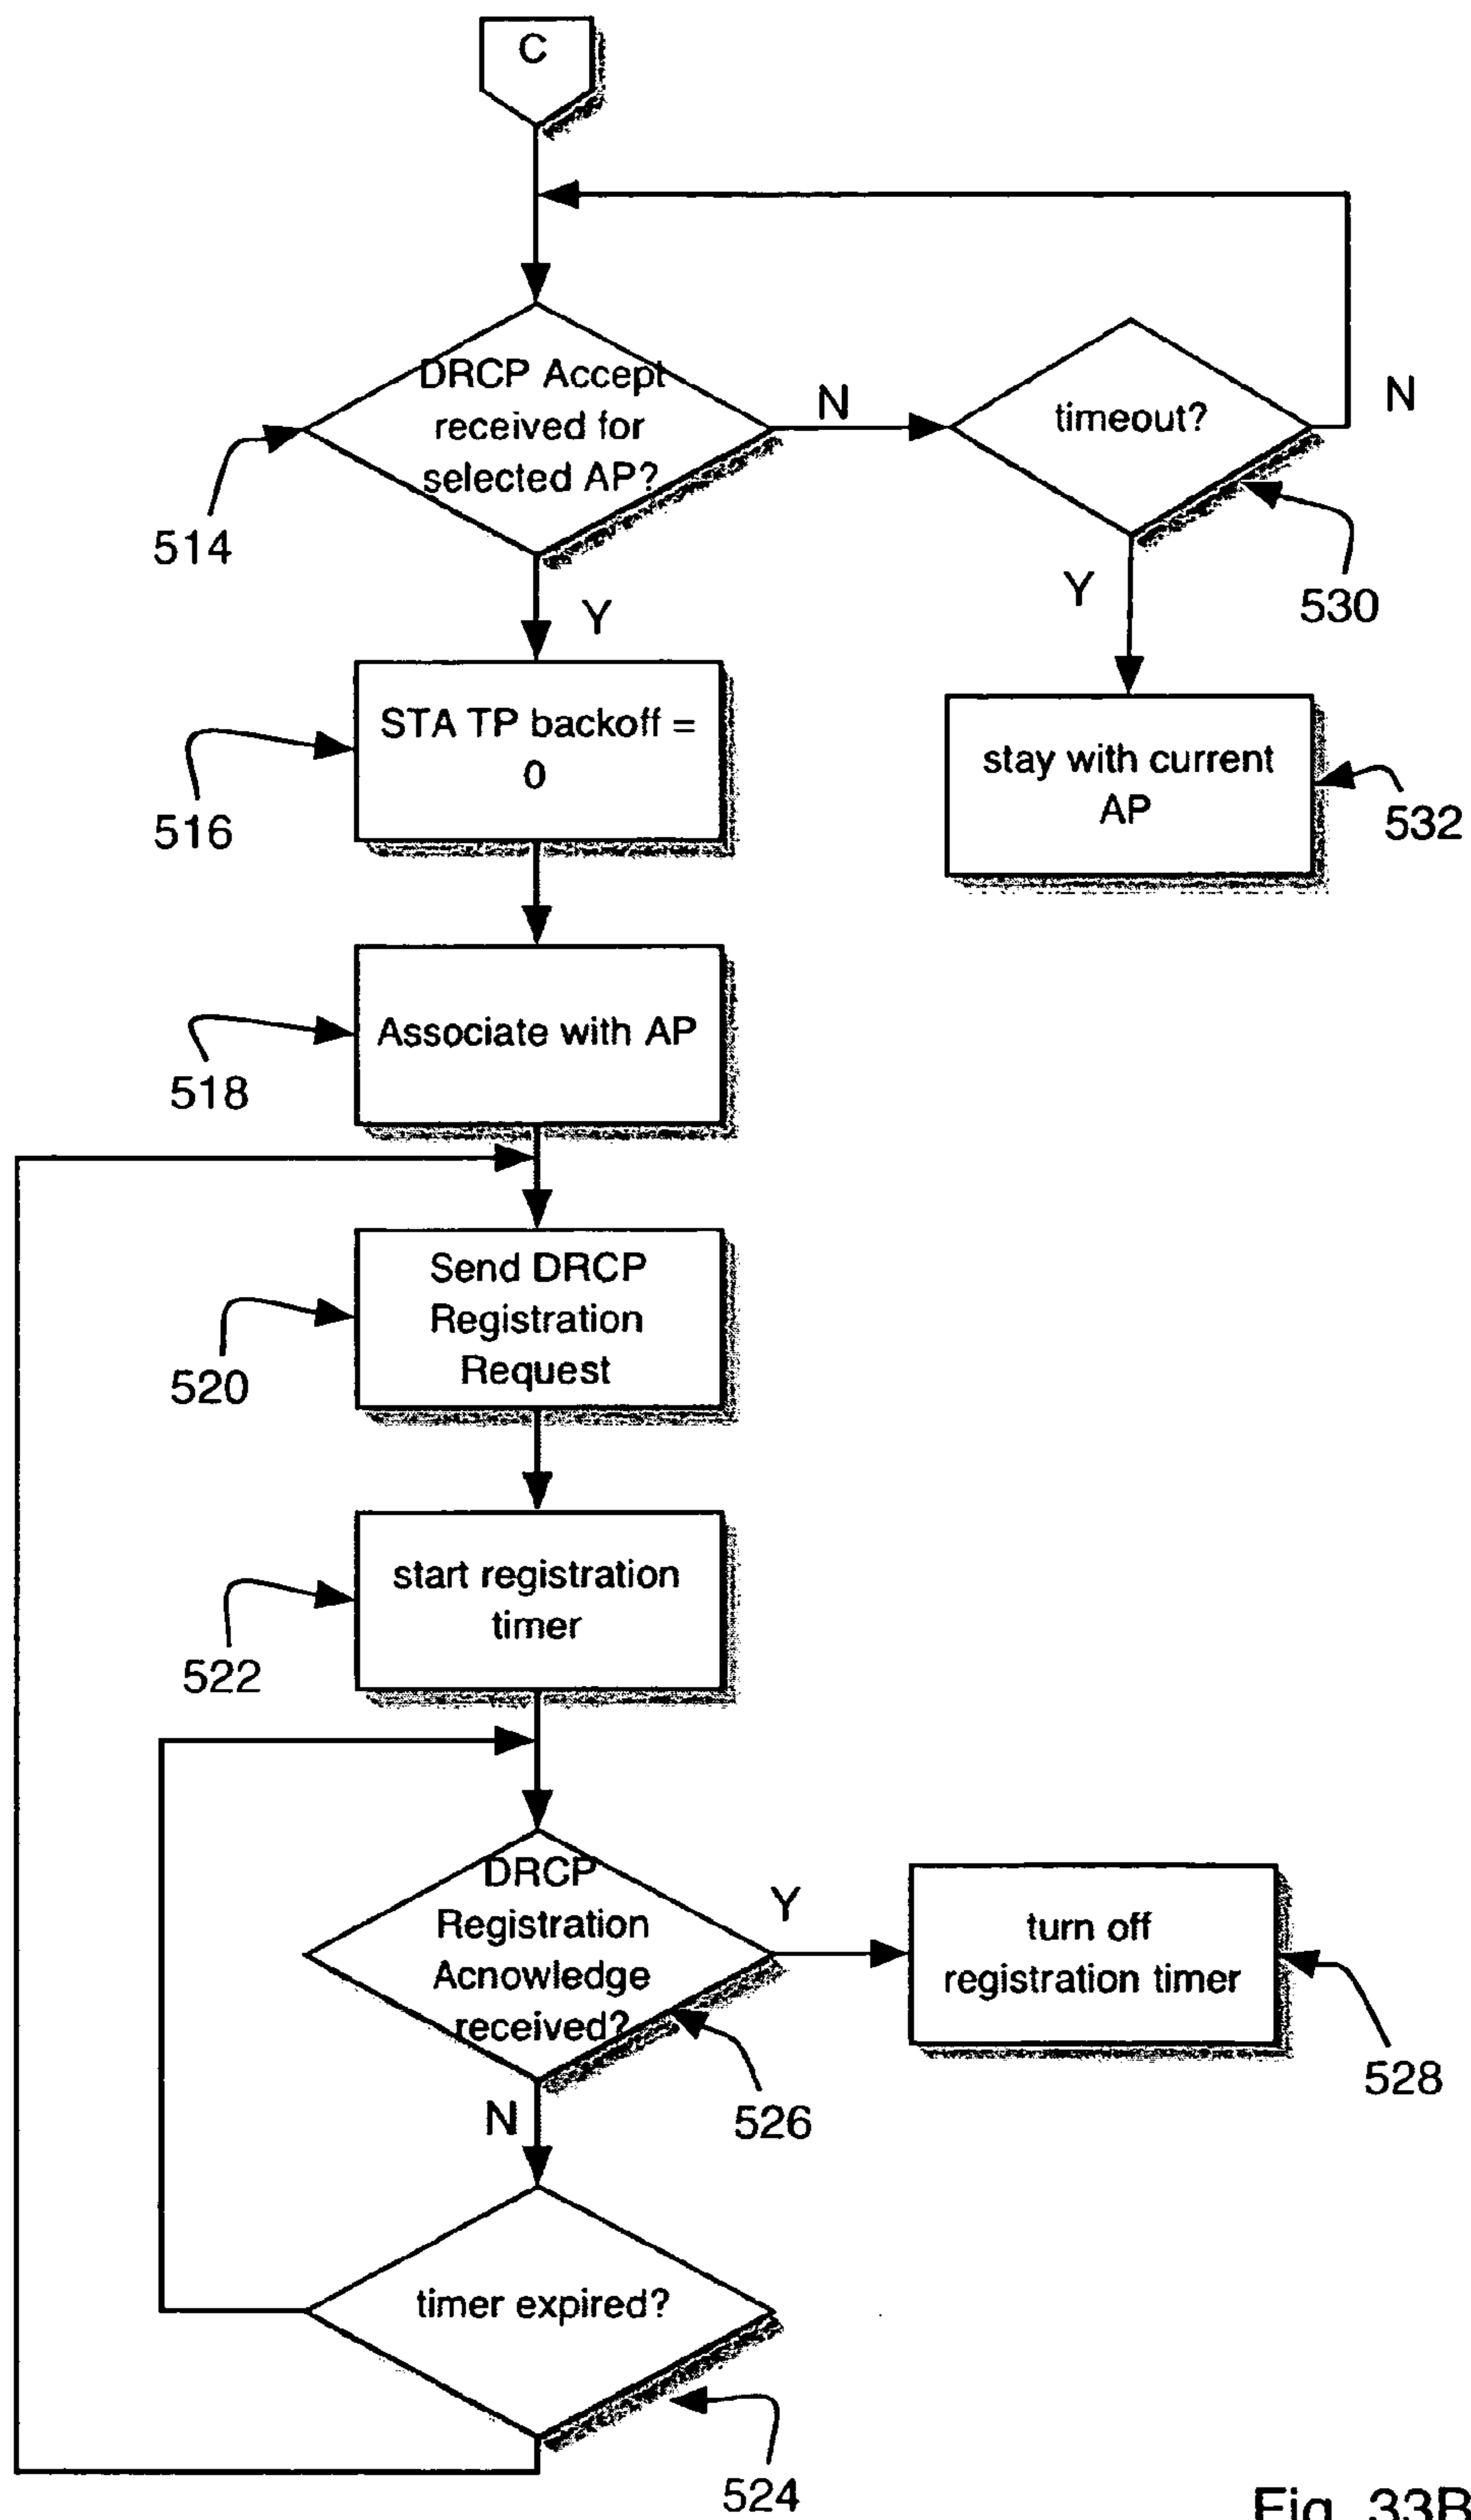 C
DRCP Accept
received for
selected AP?
N
timeout?
N
514
Y
Y
530
STA TP backoff =
0
516
stay with current
AP
532
Associate with AP
518
Send DRCP
Registration
Request
520
start registration
timer
522
DRCP
Registration
Acnowledge
received?
Y
turn off
registration timer
528
526
N
timer expired?
524
Fig. 33B